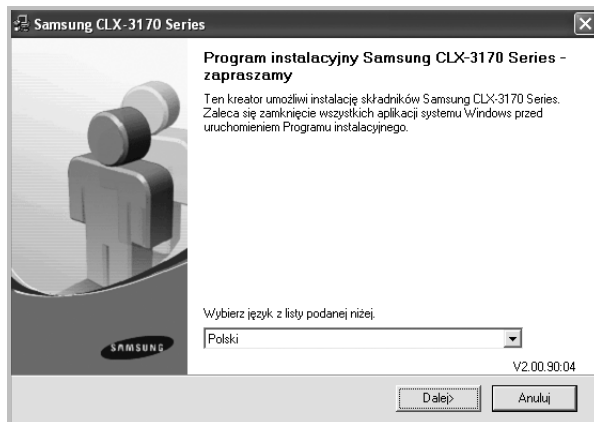 Samsung CLX-3170 Series
Program instalacyjny Samsung CLX-3170 Series -
zapraszamy
Ten kreator umożliwi instalację składników Samsung CLX-3170 Series.
Zaleca się zamknięcie wszystkich aplikacji systemu Windows przed
uruchomieniem Programu instalacyjnego.
Wybierz język z listy podanej niżej.
Polski
SAMSUNG
V2.00.90:04
Dalej>
Anuluj